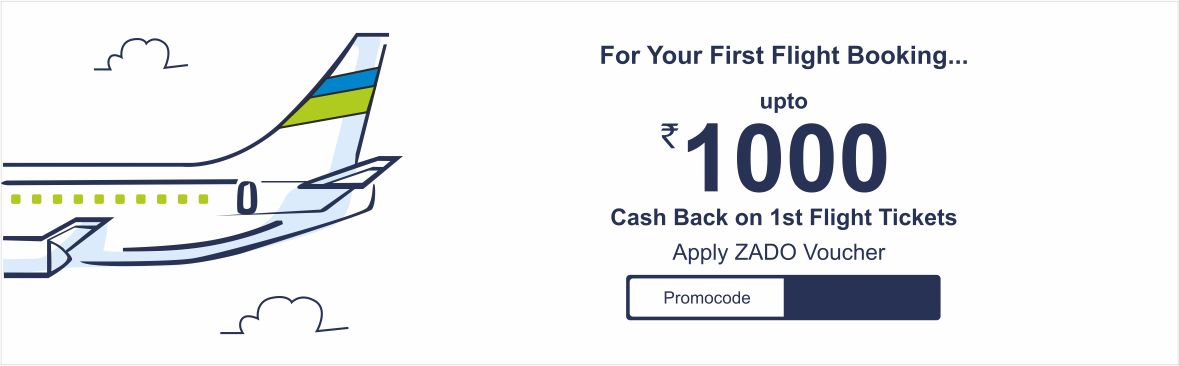 For Your First Flight Booking...
upto
₹1000
Cash Back on 1st Flight Tickets
Apply ZADO Voucher
Promocode